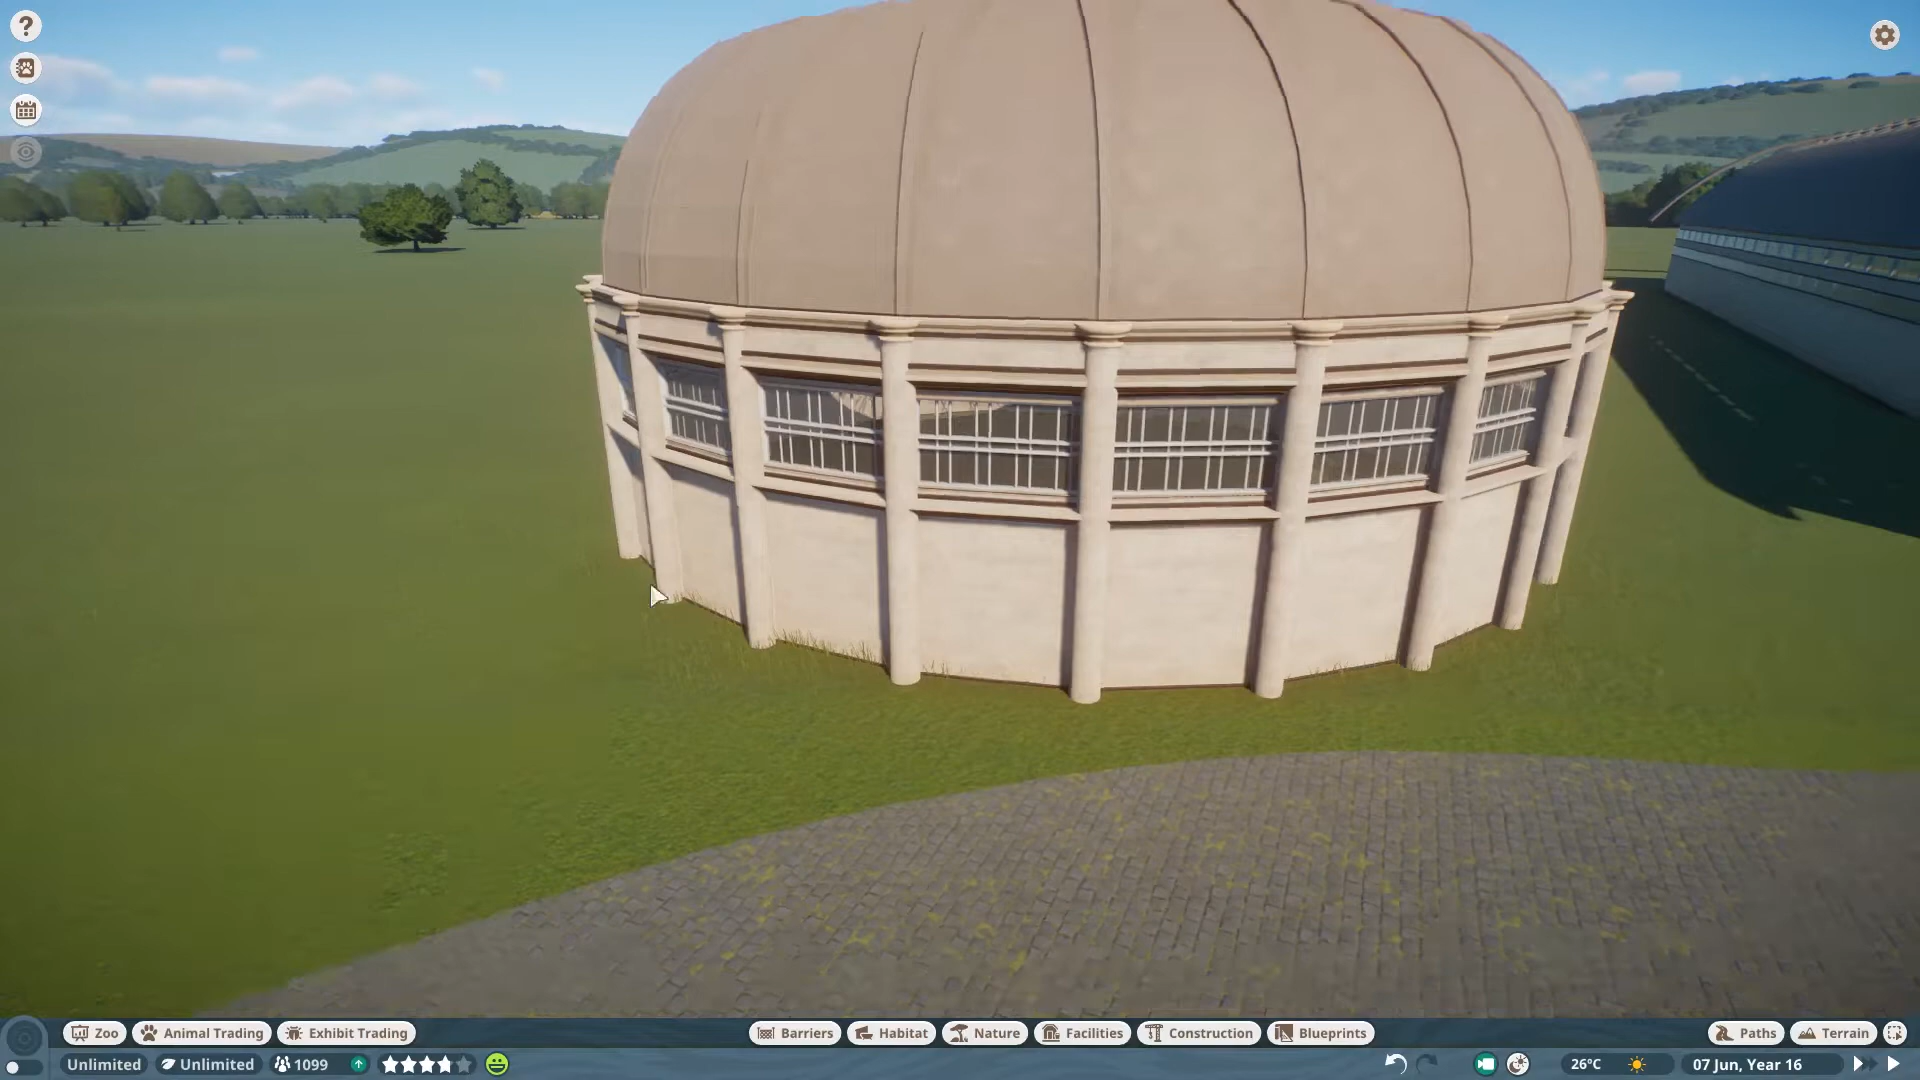 ?
Zoo Animal Trading Exhibit Trading Barriers Habitat Nature Facilities Construction Blueprints Paths Terrain
Unlimited Unlimited 1099 26°C 07 Jun, Year 16